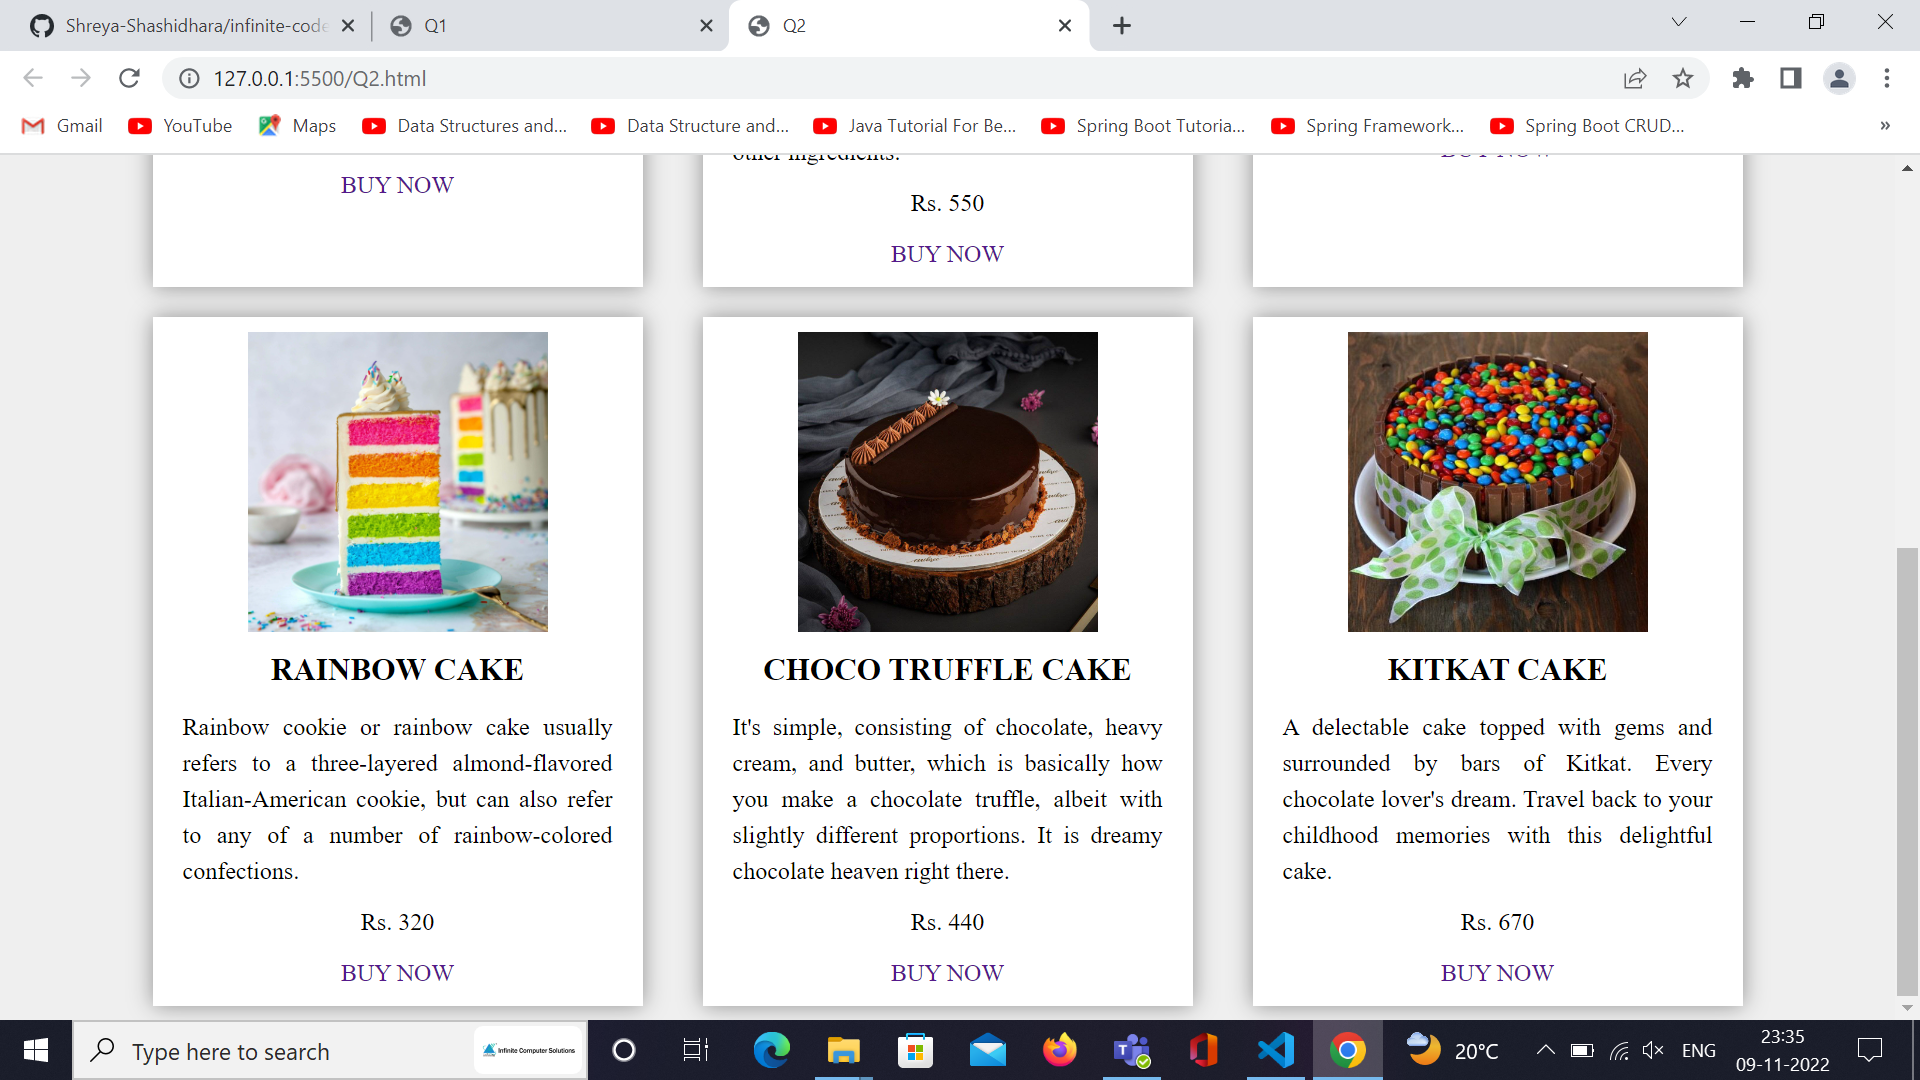 Shreya-Shashidhara/infinite-code
Q1
Q2
127.0.0.1:5500/Q2.html
Gmail
YouTube
Maps
Data Structures and...
Data Structure and...
Java Tutorial For Be...
Spring Boot Tutoria...
Spring Framework...
Spring Boot CRUD...
»
BUY NOW
other ingredients.
Rs. 550
BUY NOW
BUY NOW
RAINBOW CAKE
Rainbow cookie or rainbow cake usually
refers to a three-layered almond-flavored
Italian-American cookie, but can also refer
to any of a number of rainbow-colored
confections.
Rs. 320
BUY NOW
CHOCO TRUFFLE CAKE
It's simple, consisting of chocolate, heavy
cream, and butter, which is basically how
you make a chocolate truffle, albeit with
slightly different proportions. It is dreamy
chocolate heaven right there.
Rs. 440
BUY NOW
KITKAT CAKE
A delectable cake topped with gems and
surrounded by bars of Kitkat. Every
chocolate lover's dream. Travel back to your
childhood memories with this delightful
cake.
Rs. 670
BUY NOW
Type here to search
Infinite Computer Solutions
20°C
ENG
23:35
09-11-2022